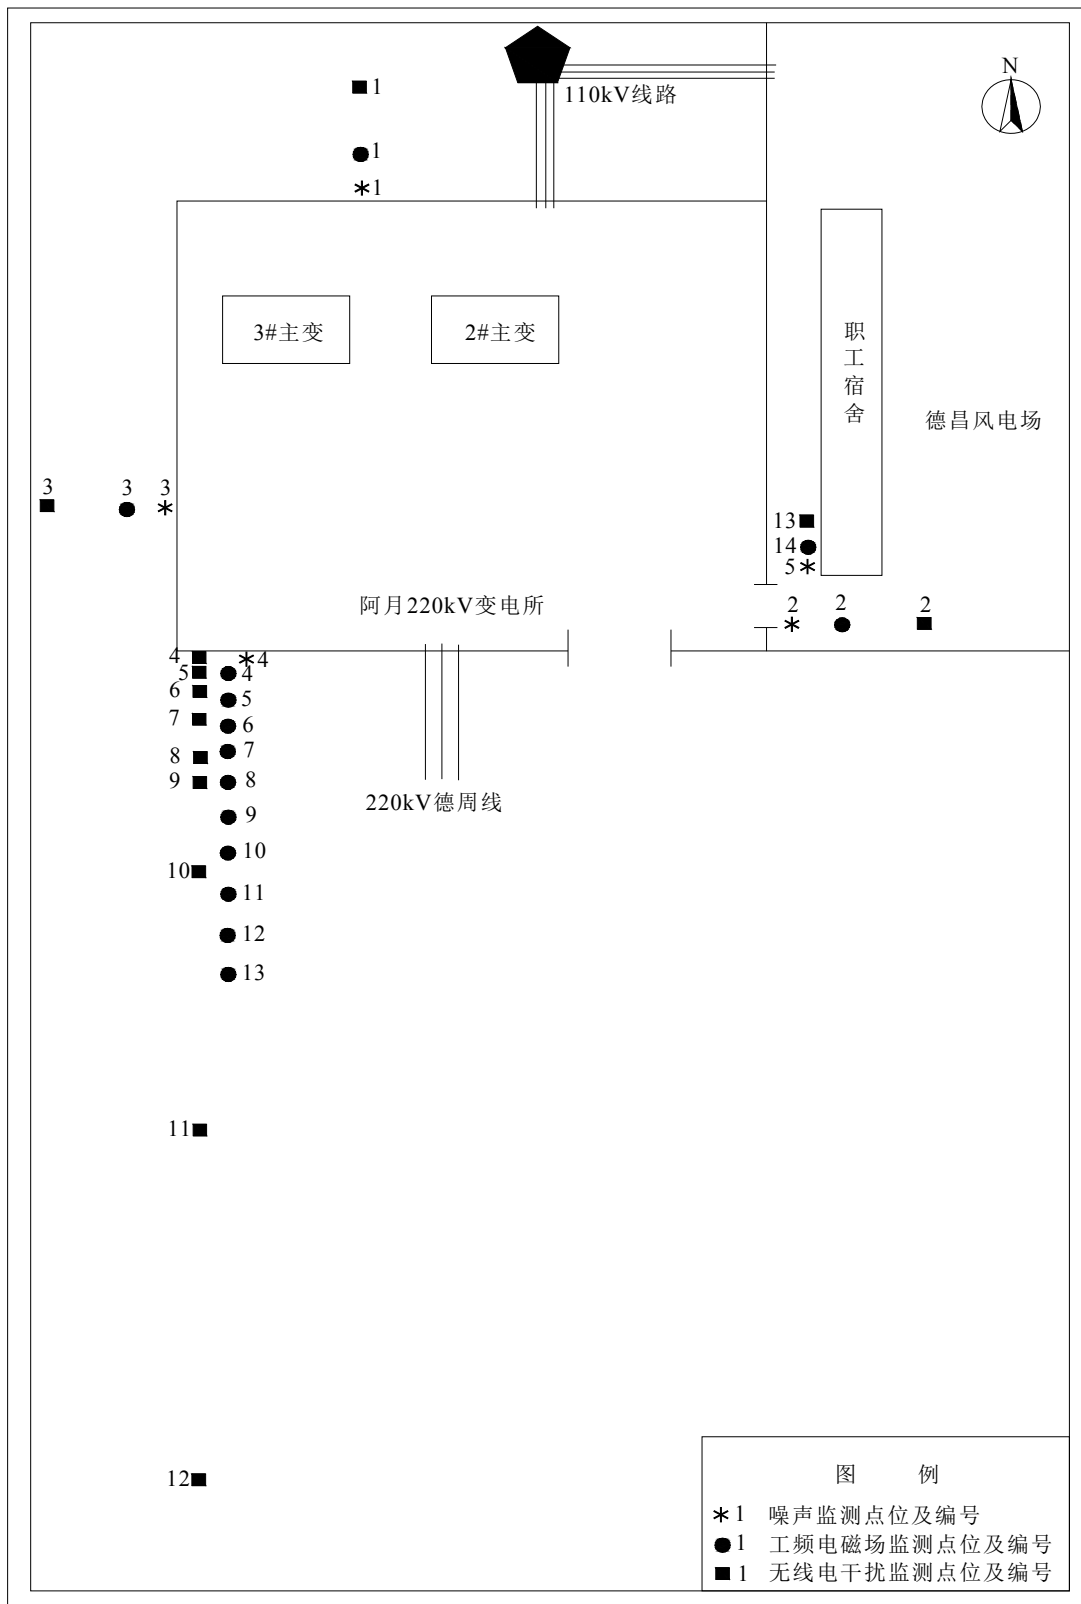 1
N
110kV线路
1
1
3#主变
2#主变
职工宿舍
德昌风电场
3 3 3
13
14
5
阿月220kV变电所
2 2 2
4 4
5 4
6 5
7 6
7
8
9 8
220kV德周线
9
10
10
11
12
13
11
12
图 例
1 噪声监测点位及编号
1 工频电磁场监测点位及编号
1 无线电干扰监测点位及编号